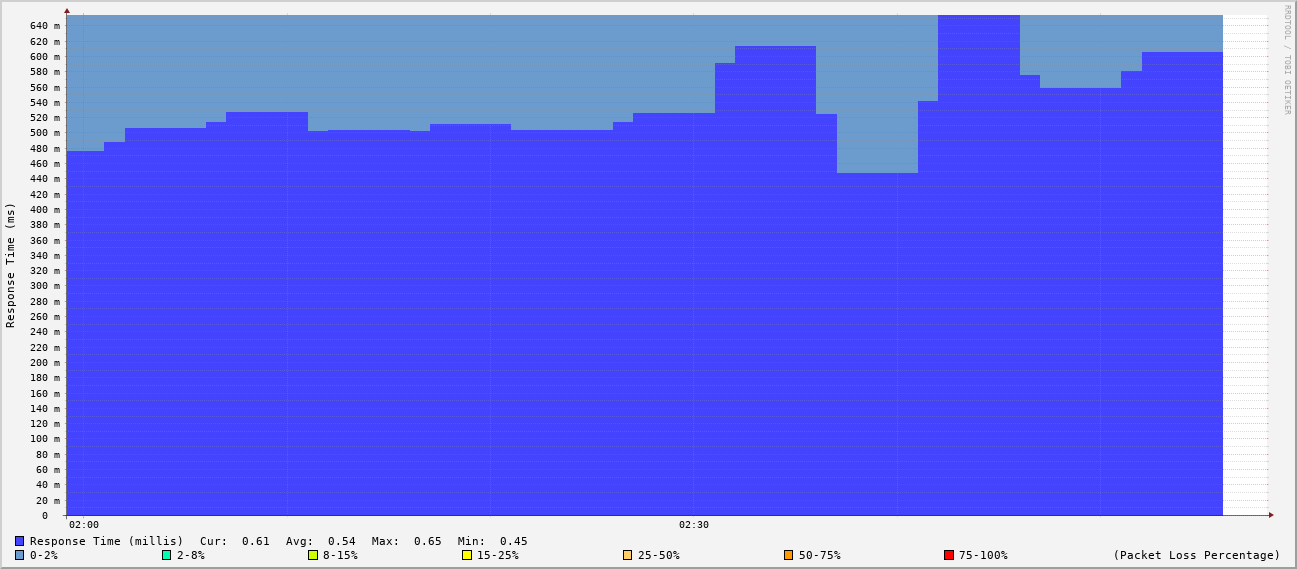 RRDTOOL / TOBI OETIKER
Response Time (ms)
640 m
620 m
600 m
580 m
560 m
540 m
520 m
500 m
480 m
460 m
440 m
420 m
400 m
380 m
360 m
340 m
320 m
300 m
280 m
260 m
240 m
220 m
200 m
180 m
160 m
140 m
120 m
100 m
80 m
60 m
40 m
20 m
0
02:00 02:30
Response Time (millis) Cur: 0.61 Avg: 0.54 Max: 0.65 Min: 0.45
0-2% 2-8% 8-15% 15-25% 25-50% 50-75% 75-100% (Packet Loss Percentage)